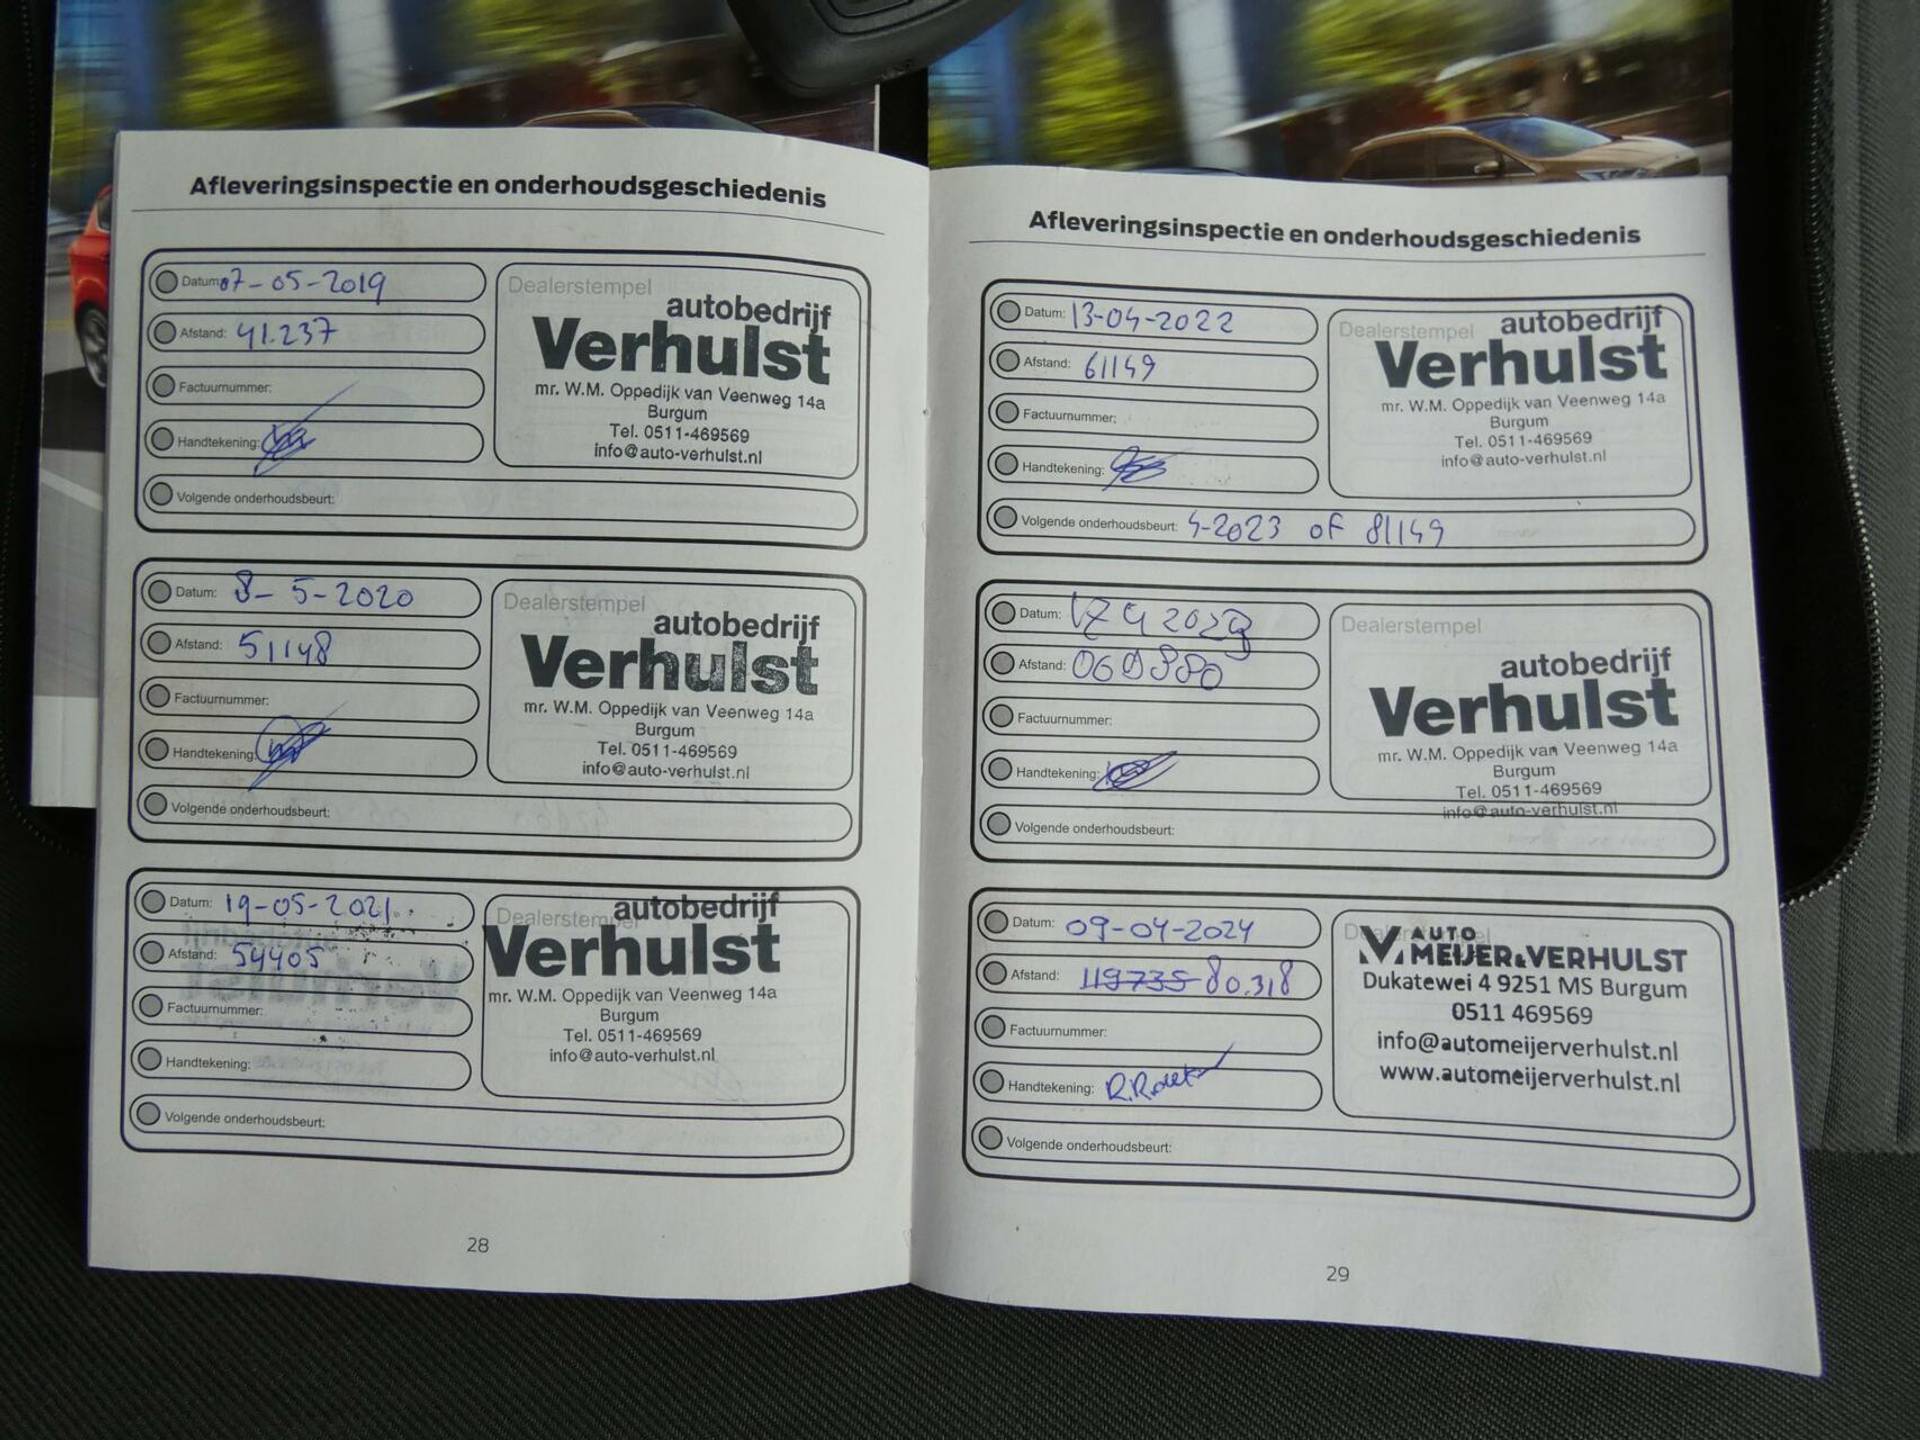 Afleveringsinspectie en onderhoudsgeschiedenis
Datum: 07-05-2019
Afstand: 41.237
Factuurnummer:
Handtekening:
Volgende onderhoudsbeurt:
Dealerstempel
autobedrijf
Verhulst
mr. W.M. Oppedijk van Veenweg 14a
Burgum
Tel. 0511-469569
info@auto-verhulst.nl
Datum: 8-5-2020
Afstand: 51148
Factuurnummer:
Handtekening:
Volgende onderhoudsbeurt:
Dealerstempel
autobedrijf
Verhulst
mr. W.M. Oppedijk van Veenweg 14a
Burgum
Tel. 0511-469569
info@auto-verhulst.nl
Datum: 19-05-2021
Afstand: 54405
Factuurnummer:
Handtekening:
Volgende onderhoudsbeurt:
Dealerstempel
autobedrijf
Verhulst
mr. W.M. Oppedijk van Veenweg 14a
Burgum
Tel. 0511-469569
info@auto-verhulst.nl
28
Afleveringsinspectie en onderhoudsgeschiedenis
Datum: 13-04-2022
Afstand: 61149
Factuurnummer:
Handtekening:
Volgende onderhoudsbeurt: 4-2023 of 81149
Dealerstempel
autobedrijf
Verhulst
mr. W.M. Oppedijk van Veenweg 14a
Burgum
Tel. 0511-469569
info@auto-verhulst.nl
Datum:
Afstand:
Factuurnummer:
Handtekening:
Volgende onderhoudsbeurt:
Dealerstempel
autobedrijf
Verhulst
mr. W.M. Oppedijk van Veenweg 14a
Burgum
Tel. 0511-469569
info@auto-verhulst.nl
Datum: 09-04-2024
Afstand: 119735 80.318
Factuurnummer:
Handtekening:
Volgende onderhoudsbeurt:
Dealerstempel
AUTO
MEIJER&VERHULST
Dukatewei 4 9251 MS Burgum
0511 469569
info@automeijerverhulst.nl
www.automeijerverhulst.nl
29